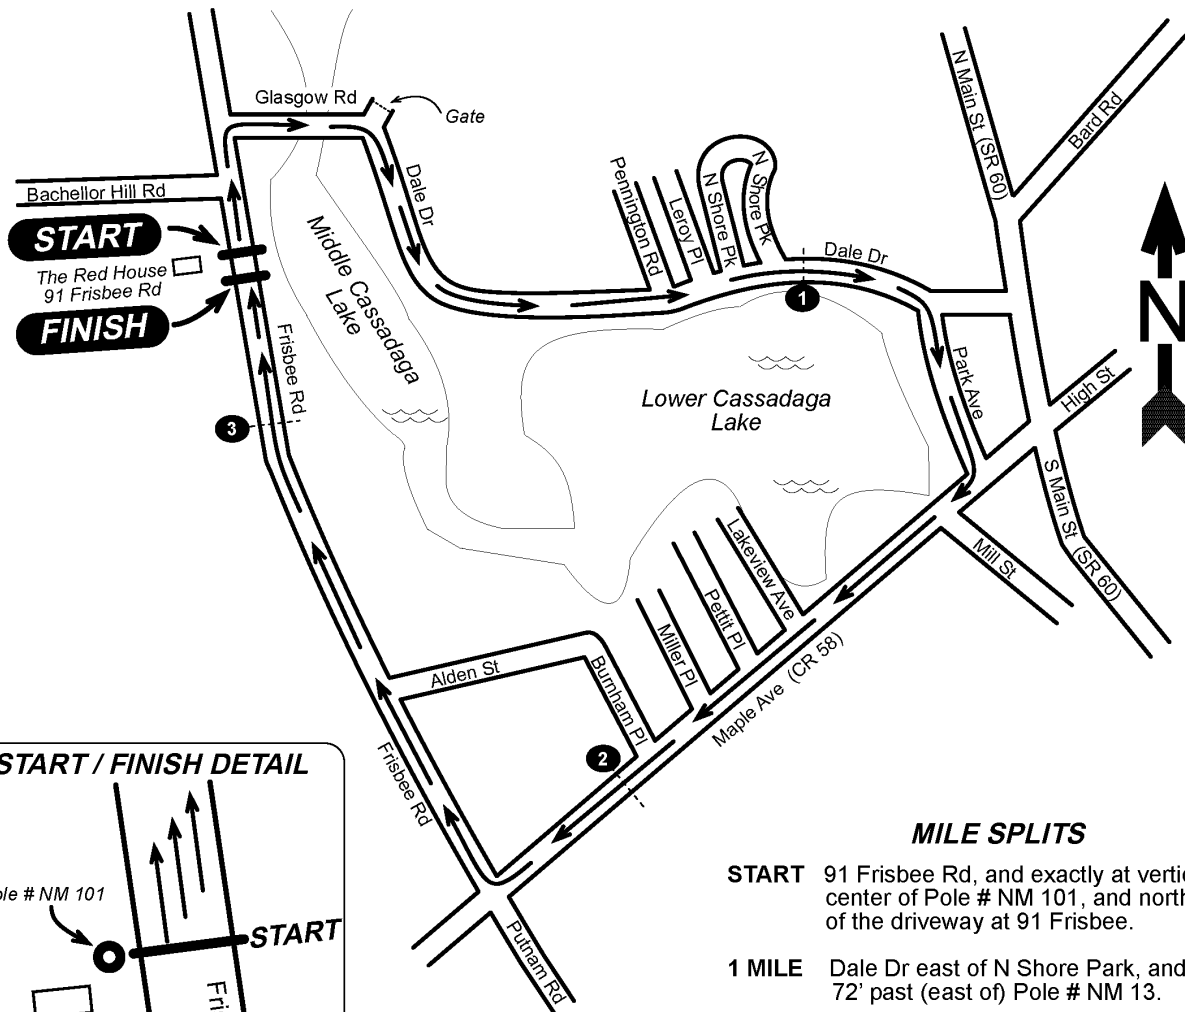 Glasgow Rd
Gate
Bachellor Hill Rd
START
The Red House
91 Frisbee Rd
FINISH
Dale Dr
Middle Cassadaga
Lake
Frisbee Rd
3
Pennington Rd
Leroy Pl
N Shore Pk
N Shore Pk
1
Dale Dr
N Main St (SR 60)
Bard Rd
N
Park Ave
High St
S Main St (SR 60)
Mill St
Lower Cassadaga
Lake
Lakeview Ave
Pettit Pl
Miller Pl
Burnham Pl
Alden St
Maple Ave (CR 58)
2
Frisbee Rd
Putnam Rd
START / FINISH DETAIL
# NM 101
START
MILE SPLITS
START 91 Frisbee Rd, and exactly at
center of Pole # NM 101, and north
of the driveway at 91 Frisbee.
1 MILE Dale Dr east of N Shore Park, and
72' past (east of) Pole # NM 13.